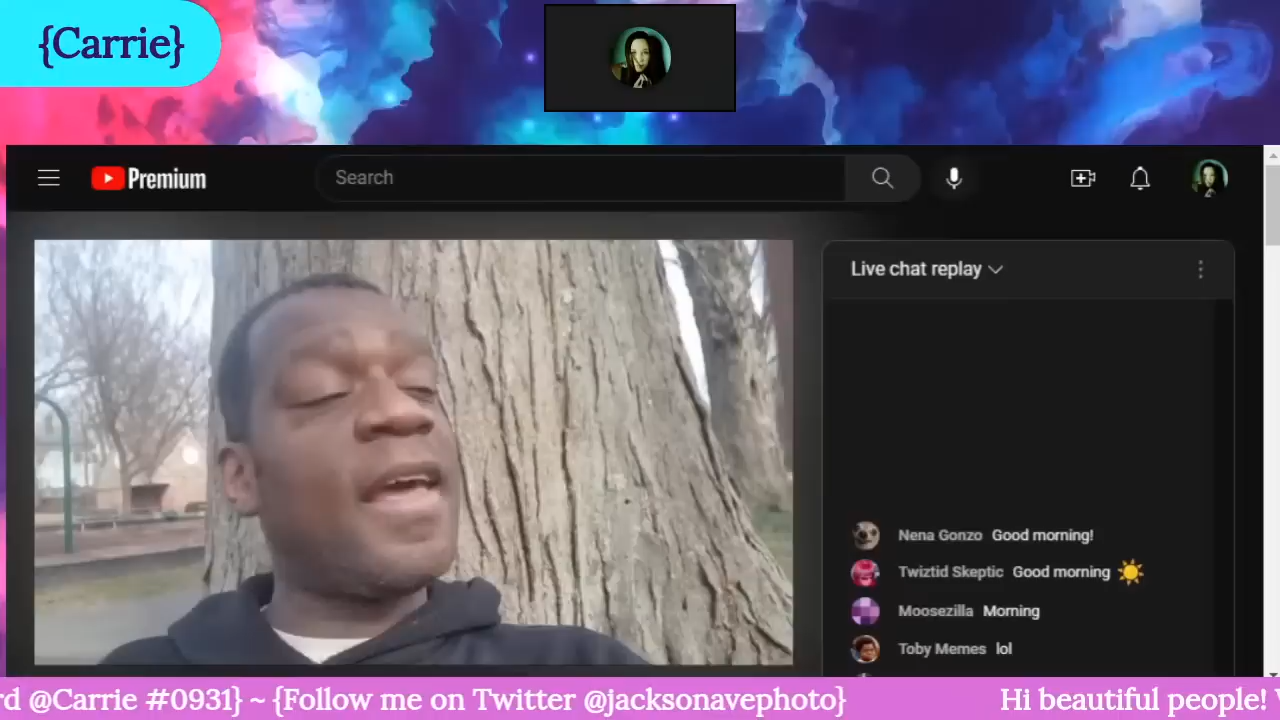 {Carrie}
Premium
Search
Live chat replay
Nena Gonzo Good morning!
Twiztid Skeptic Good morning
Moosezilla Morning
Toby Memes lol
rd @Carrie #0931} ~ {Follow me on Twitter @jacksonavephoto} Hi beautiful people!